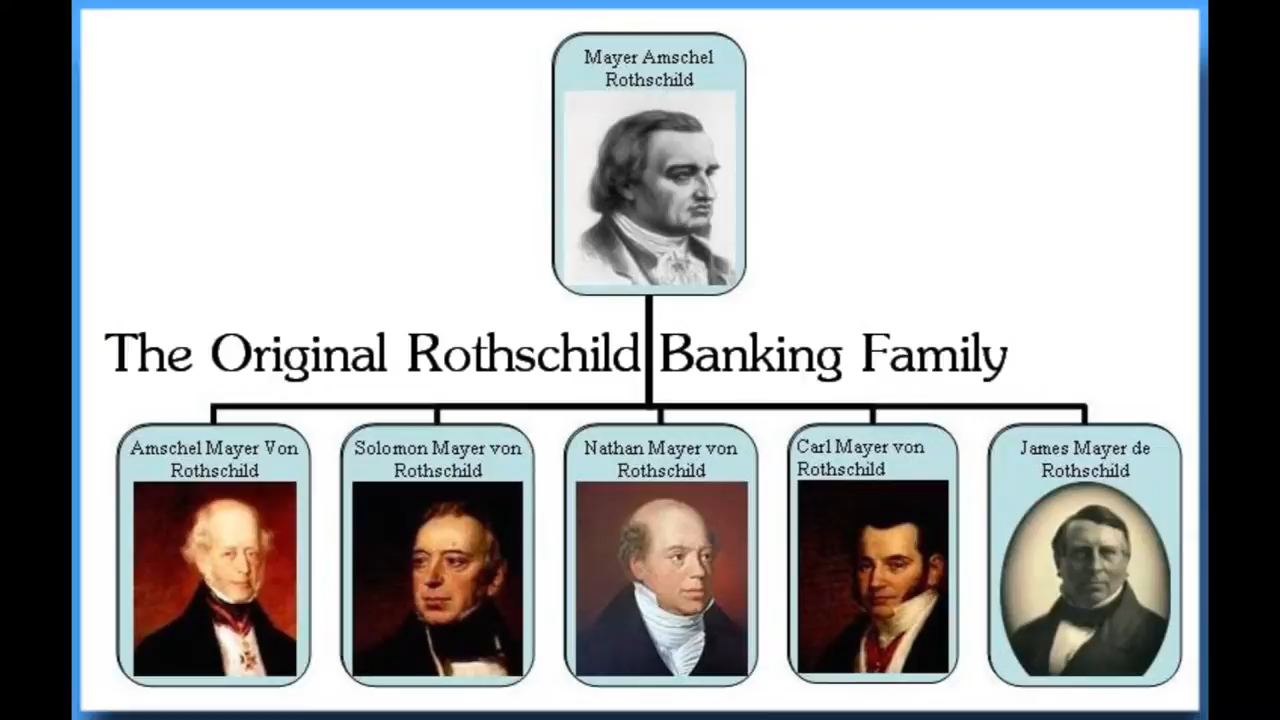 Mayer Amschel
Rothschild
The Original Rothschild Banking Family
Amschel Mayer Von
Rothschild
Solomon Mayer von
Rothschild
Nathan Mayer von
Rothschild
Carl Mayer von
Rothschild
James Mayer de
Rothschild